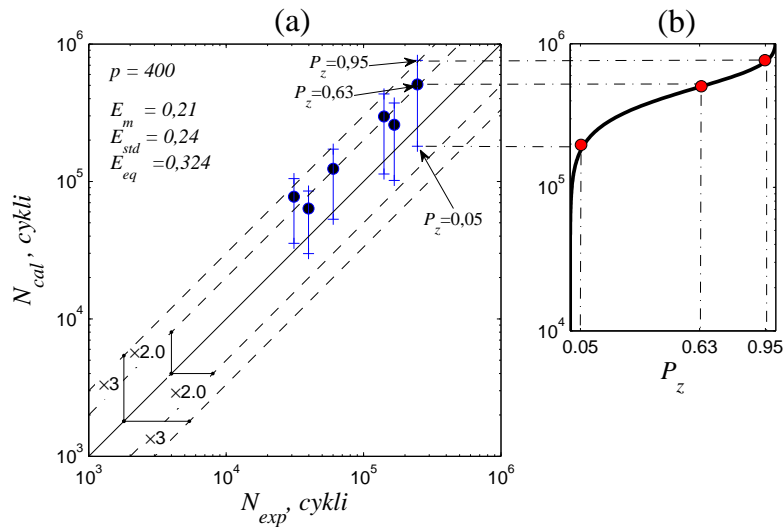 (a)
(b)
10^6
P_z=0,95
P_z=0,63
p = 400
E_m = 0,21
E_std = 0,24
E_eq =0,324
10^5
P_z=0,05
N_cal, cykli
10^4
×2.0
×3
×2.0
×3
10^3
10^3
10^4
10^5
10^6
N_exp, cykli
10^6
10^5
10^4
0.05
0.63
0.95
P_z